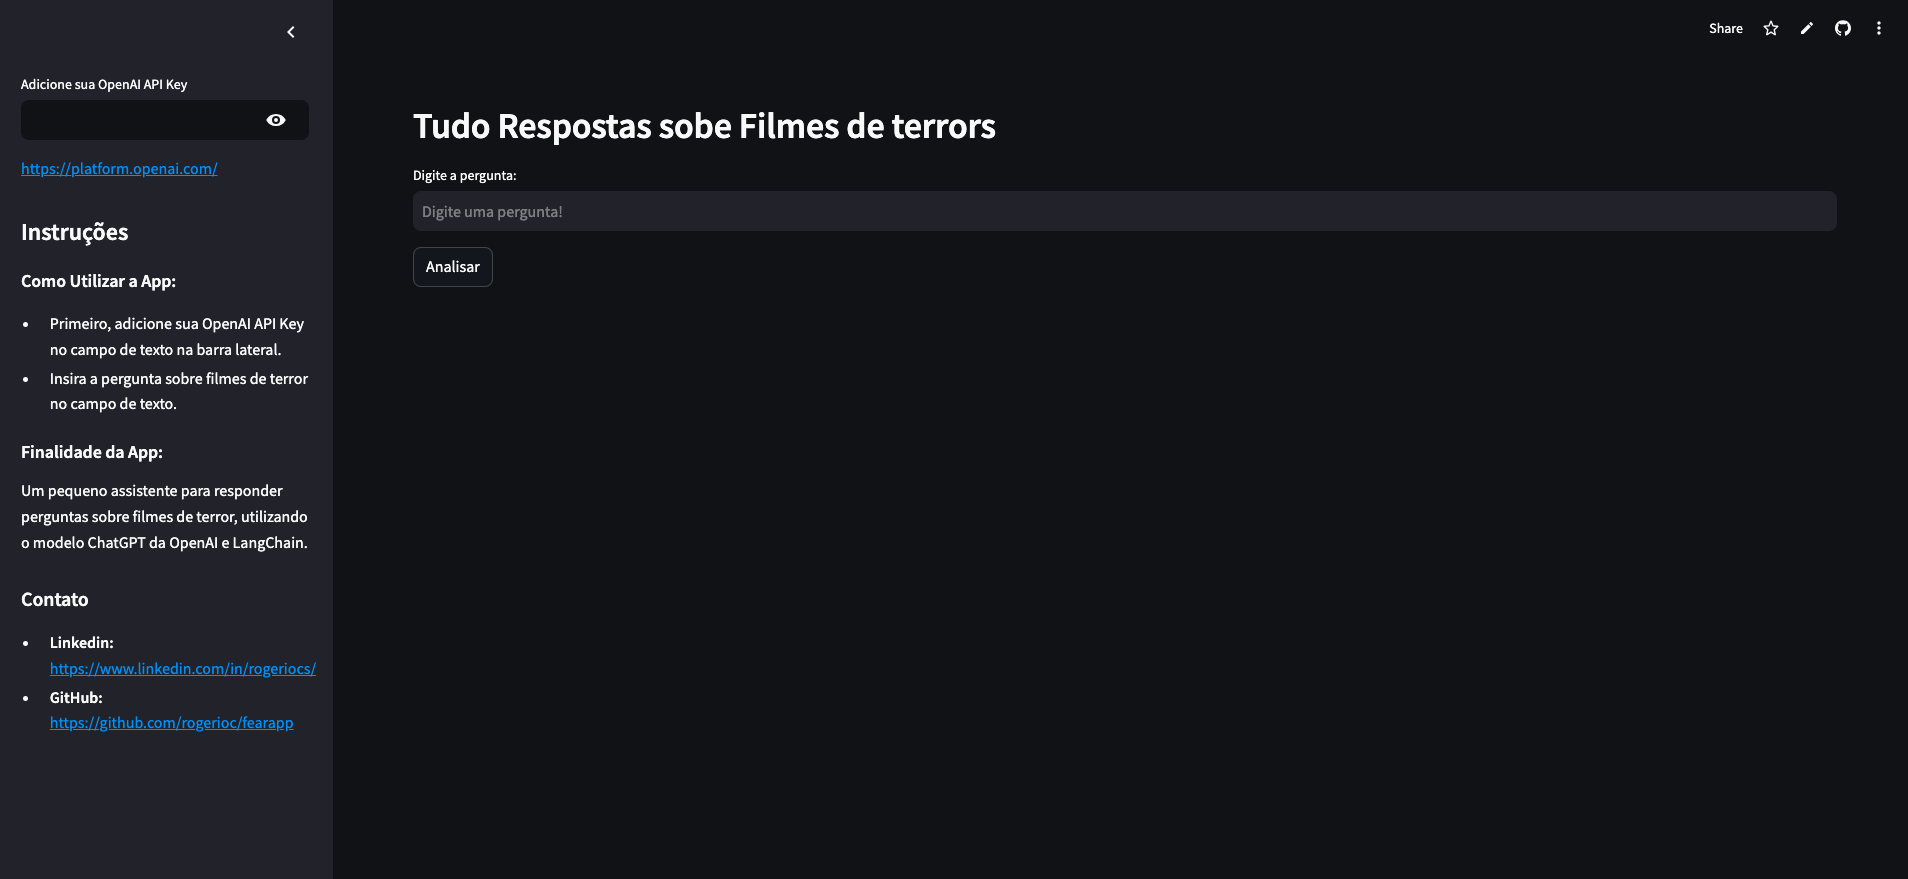 Share
Adicione sua OpenAI API Key
https://platform.openai.com/
Instruções
Como Utilizar a App:
Primeiro, adicione sua OpenAI API Key
no campo de texto na barra lateral.
Insira a pergunta sobre filmes de terror
no campo de texto.
Finalidade da App:
Um pequeno assistente para responder
perguntas sobre filmes de terror, utilizando
o modelo ChatGPT da OpenAI e LangChain.
Contato
Linkedin:
https://www.linkedin.com/in/rogeriocs/
GitHub:
https://github.com/rogerioc/fearapp
Tudo Respostas sobe Filmes de terrors
Digite a pergunta:
Digite uma pergunta!
Analisar